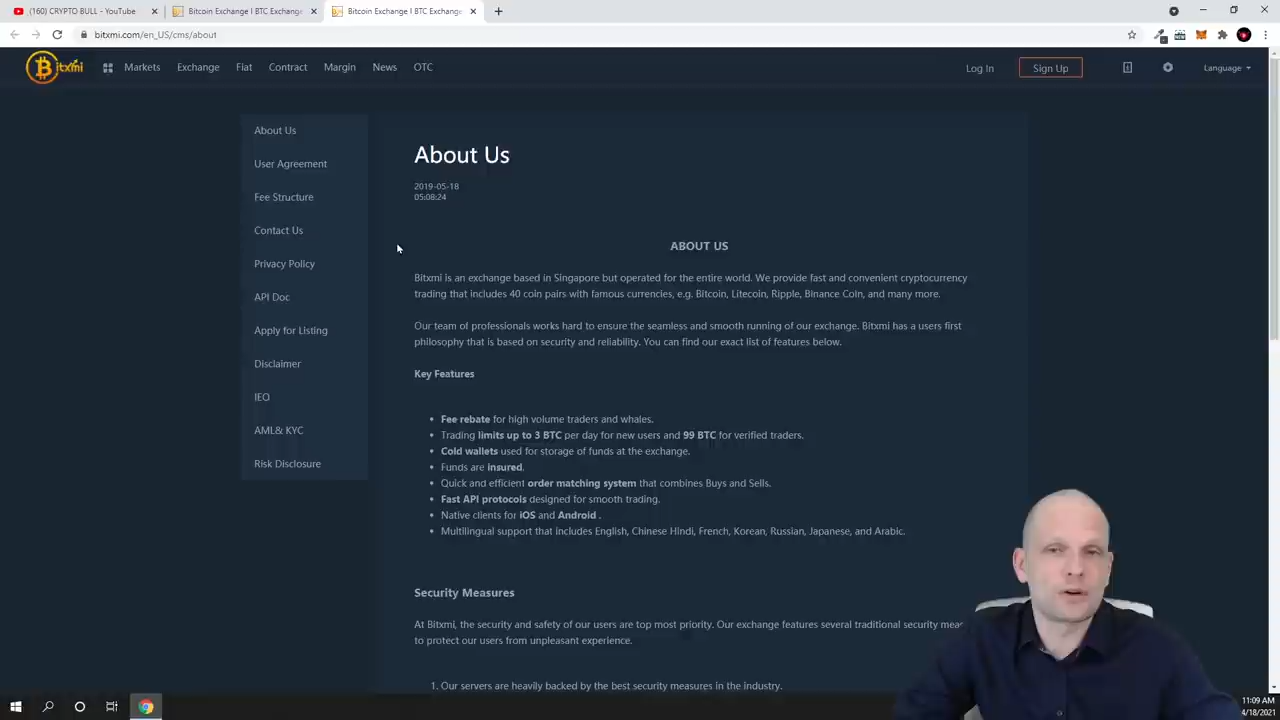 (160) CRYPTO BULL - YouTube
Bitcoin Exchange | BTC Exchange
Bitcoin Exchange | BTC Exchange
bitxmi.com/en_US/cms/about
Bitxmi
Markets
Exchange
Fiat
Contract
Margin
News
OTC
Log In
Sign Up
Language
About Us
User Agreement
Fee Structure
Contact Us
Privacy Policy
API Doc
Apply for Listing
Disclaimer
IEO
AML& KYC
Risk Disclosure
About Us
2019-05-18
05:08:24
ABOUT US
Bitxmi is an exchange based in Singapore but operated for the entire world. We provide fast and convenient cryptocurrency
trading that includes 40 coin pairs with famous currencies, e.g. Bitcoin, Litecoin, Ripple, Binance Coin, and many more.
Our team of professionals works hard to ensure the seamless and smooth running of our exchange. Bitxmi has a users first
philosophy that is based on security and reliability. You can find our exact list of features below.
Key Features
• Fee rebate for high volume traders and whales.
• Trading limits up to 3 BTC per day for new users and 99 BTC for verified traders.
• Cold wallets used for storage of funds at the exchange.
• Funds are insured.
• Quick and efficient order matching system that combines Buys and Sells.
• Fast API protocols designed for smooth trading.
• Native clients for iOS and Android .
• Multilingual support that includes English, Chinese Hindi, French, Korean, Russian, Japanese, and Arabic.
Security Measures
At Bitxmi, the security and safety of our users are top most priority. Our exchange features several traditional security meas
to protect our users from unpleasant experience.
1. Our servers are heavily backed by the best security measures in the industry.
11:09 AM
4/18/2021